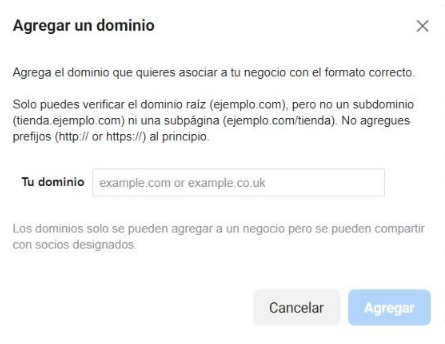 Agregar un dominio
Agrega el dominio que quieres asociar a tu negocio con el formato correcto.
Solo puedes verificar el dominio raíz (ejemplo.com), pero no un subdominio
(tienda.ejemplo.com) ni una subpágina (ejemplo.com/tienda). No agregues
prefijos (http:// or https://) al principio.
Tu dominio example.com or example.co.uk
Los dominios solo se pueden agregar a un negocio pero se pueden compartir
con socios designados.
Cancelar Agregar